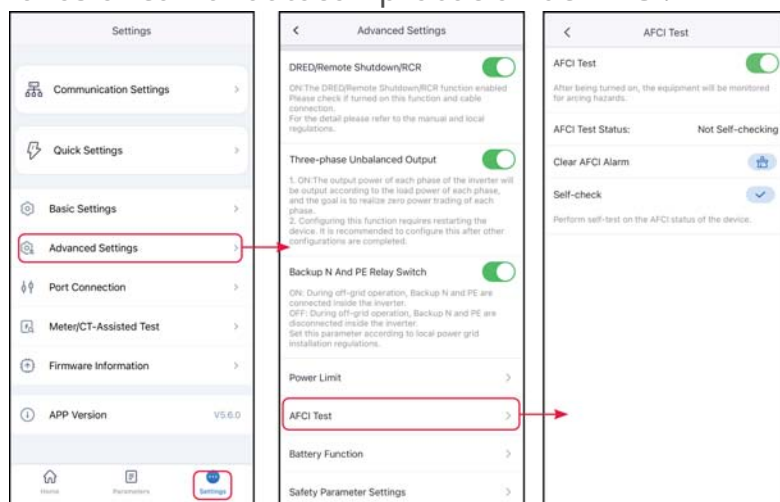 Settings
Communication Settings
Quick Settings
Basic Settings
Advanced Settings
Port Connection
Meter/CT-Assisted Test
Firmware Information
APP Version V5.6.0
Home Parameters Settings
Advanced Settings
DRED/Remote Shutdown/RCR
ON:The DRED/Remote Shutdown/RCR function enabled
Please check if turned on this function and cable
connection.
For the detail please refer to the manual and local
regulations.
Three-phase Unbalanced Output
1. ON:The output power of each phase of the inverter will
be output according to the load power of each phase,
and the goal is to realize zero power trading of each
phase.
2. Configuring this function requires restarting the
device. It is recommended to configure this after other
configurations are completed.
Backup N And PE Relay Switch
ON: During off-grid operation, Backup N and PE are
connected inside the inverter.
OFF: During off-grid operation, Backup N and PE are
disconnected inside the inverter.
Set this parameter according to local power grid
installation regulations.
Power Limit
AFCI Test
Battery Function
Safety Parameter Settings
AFCI Test
AFCI Test
After being turned on, the equipment will be monitored
for arcing hazards.
AFCI Test Status: Not Self-checking
Clear AFCI Alarm
Self-check
Perform self-test on the AFCI status of the device.